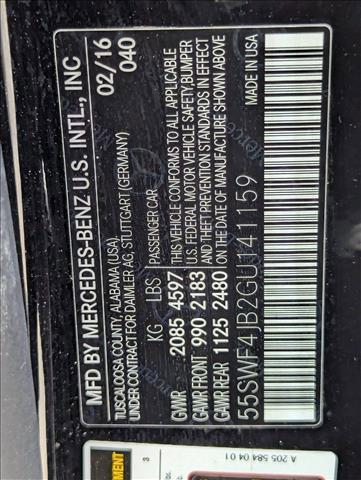 MFD BY MERCEDES-BENZ U.S. INTL., INC
TUSCALOOSA COUNTY, ALABAMA (USA)
UNDER CONTRACT FOR DAIMLER AG, STUTTGART (GERMANY)
02/16
040
KG LBS PASSENGER CAR
GMR 2085 4597
GAWR FRONT 990 2183
GAWR REAR 1125 2480
THIS VEHICLE CONFORMS TO ALL APPLICABLE
U.S. FEDERAL MOTOR VEHICLE SAFETY, BUMPER
AND THEFT PREVENTION STANDARDS IN EFFECT
ON THE DATE OF MANUFACTURE SHOWN ABOVE.
55SWF4JB2GU141159
MADE IN USA
A 205 584 04 01
3